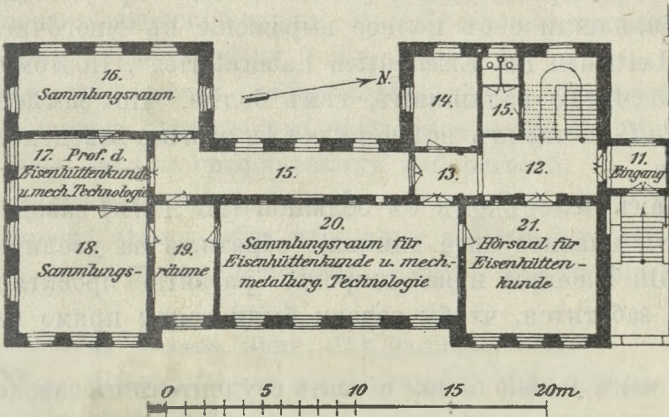 16.
Sammlungsraum
N.
14.
15.
17. Prof. d.
Eisenhüttenkunde
u. mech. Technologie
15.
13.
12.
11.
Eingang
18.
Sammlungs-
19.
räume
20.
Sammlungsraum für
Eisenhüttenkunde u. mech.-
metallurg. Technologie
21.
Hörsaal für
Eisenhütten-
kunde
0 5 10 15 20m.